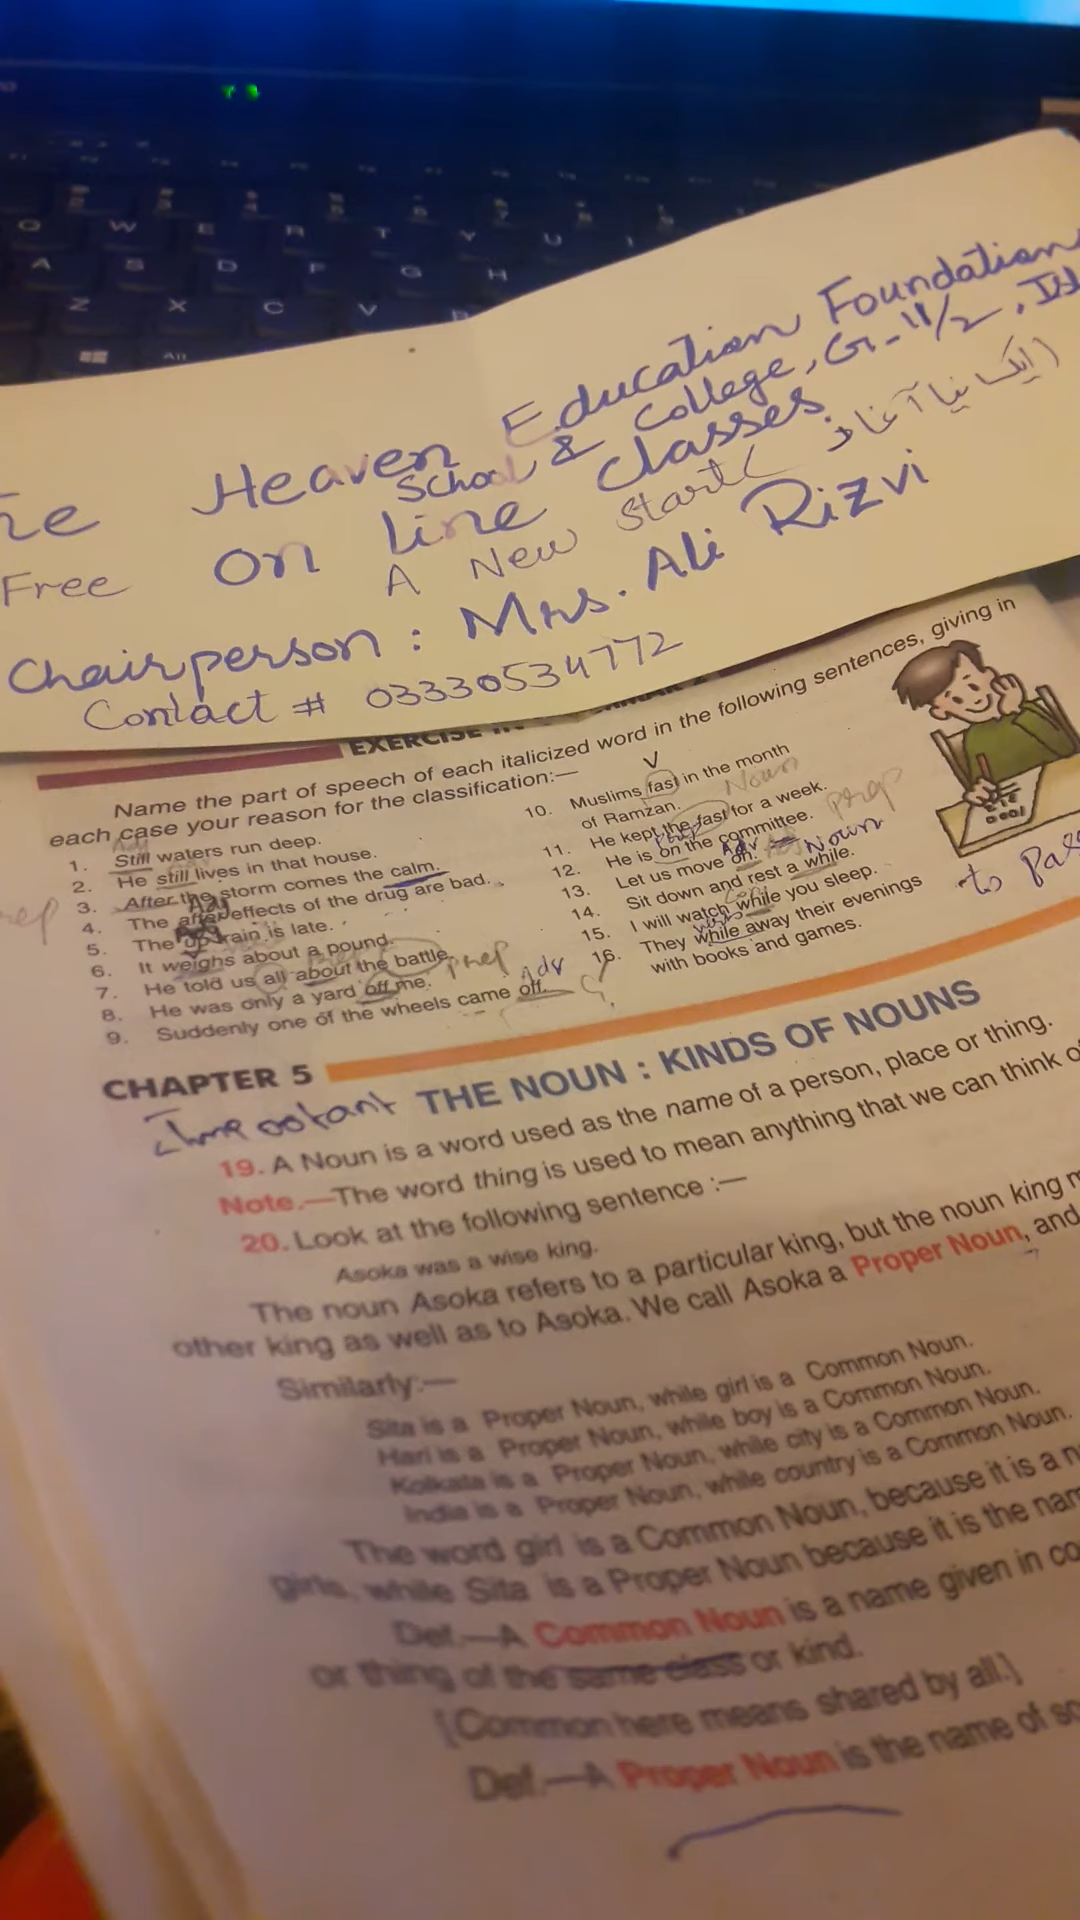 Heaven Education Foundation
School & College, G-11/2, Isl
Free On line Classes.
A New Start ( ایک نیا آغاز )
Chairperson : Mrs. Ali Rizvi
Contact # 03330534772
EXERCISE IN
Name the part of speech of each italicized word in the following sentences, giving in
each case your reason for the classification:—
1. Still waters run deep.
2. He still lives in that house.
3. After the storm comes the calm.
4. The after effects of the drug are bad.
5. The up train is late.
6. It weighs about a pound.
7. He told us all about the battle.
prep
8. He was only a yard off me.
Adv
9. Suddenly one of the wheels came off.
V
10. Muslims fast in the month
of Ramzan.
Noun
11. He kept the fast for a week.
prep
12. He is on the committee.
Adv
13. Let us move on.
Noun
14. Sit down and rest a while.
15. I will watch while you sleep.
16. They while away their evenings
with books and games.
to pass
CHAPTER 5
Important
THE NOUN : KINDS OF NOUNS
19. A Noun is a word used as the name of a person, place or thing.
Note.—The word thing is used to mean anything that we can think of
20. Look at the following sentence :—
Asoka was a wise king.
The noun Asoka refers to a particular king, but the noun king m
other king as well as to Asoka. We call Asoka a Proper Noun, and
Similarly:—
Sita is a Proper Noun, while girl is a Common Noun.
Hari is a Proper Noun, while boy is a Common Noun.
Kolkata is a Proper Noun, while city is a Common Noun.
India is a Proper Noun, while country is a Common Noun.
The word girl is a Common Noun, because it is a n
girls, while Sita is a Proper Noun because it is the nam
Def.—A Common Noun is a name given in co
or thing of the same class or kind.
[Common here means shared by all.]
Def.—A Proper Noun is the name of so